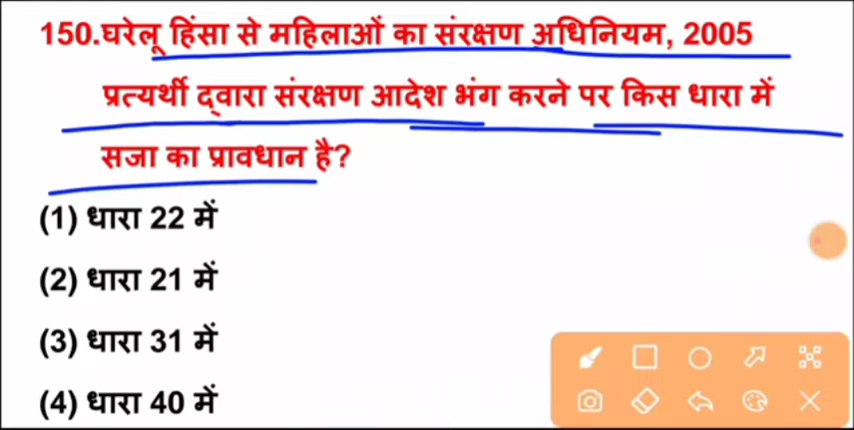 150.घरेलू हिंसा से महिलाओं का संरक्षण अधिनियम, 2005
प्रत्यर्थी द्वारा संरक्षण आदेश भंग करने पर किस धारा में
सजा का प्रावधान है?
(1) धारा 22 में
(2) धारा 21 में
(3) धारा 31 में
(4) धारा 40 में